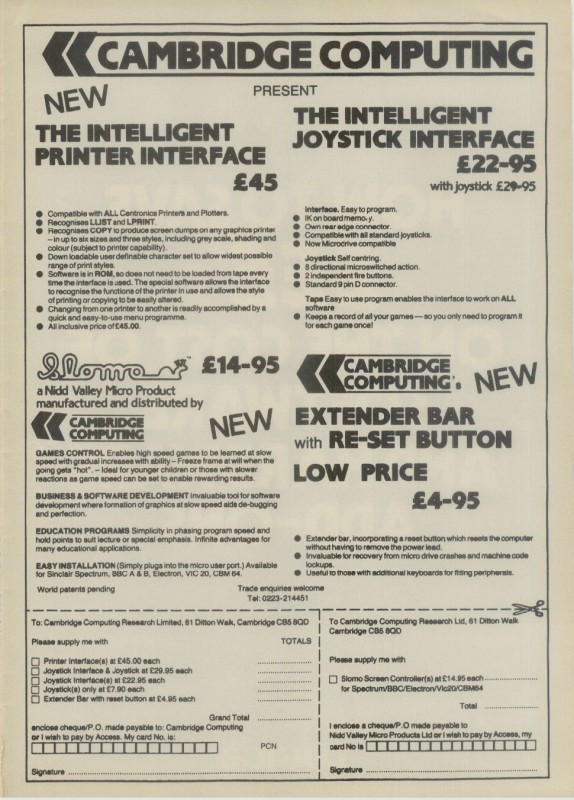 CAMBRIDGE COMPUTING
PRESENT
NEW
THE INTELLIGENT
PRINTER INTERFACE
£45
Compatible with ALL Centronics Printers and Plotters.
Recognises LLIST and LPRINT.
Recognises COPY to produce screen dumps on any graphics printer
– in up to six sizes and three styles, including grey scale, shading and
colour (subject to printer capability).
Down loadable user definable character set to allow widest possible
range of print styles.
Software is in ROM, so does not need to be loaded from tape every
time the interface is used. The special software allows the interface
to recognise the functions of the printer in use and allows the style
of printing or copying to be easily altered.
Changing from one printer to another is readily accomplished by a
quick and easy-to-use menu programme.
All inclusive price of £45.00.
THE INTELLIGENT
JOYSTICK INTERFACE
£22-95
with joystick £29-95
Interface. Easy to program.
IK on board memory.
Own rear edge connector.
Compatible with all standard joysticks.
Now Microdrive compatible
Joystick Self centring.
8 directional microswitched action.
2 independent fire buttons.
Standard 9 pin D connector.
Tape Easy to use program enables the interface to work on ALL
software
Keeps a record of all your games — so you only need to program it
for each game once!
Slomo £14-95
a Nidd Valley Micro Product
manufactured and distributed by
CAMBRIDGE
COMPUTING
NEW
GAMES CONTROL Enables high speed games to be learned at slow
speed with gradual increases with ability – Freeze frame at will when the
going gets "hot". – Ideal for younger children or those with slower
reactions as game speed can be set to enable rewarding results.
BUSINESS & SOFTWARE DEVELOPMENT Invaluable tool for software
development where formation of graphics at slow speed aids de-bugging
and perfection.
EDUCATION PROGRAMS Simplicity in phasing program speed and
hold points to suit lecture or special emphasis. Infinite advantages for
many educational applications.
EASY INSTALLATION (Simply plugs into the micro user port.) Available
for Sinclair Spectrum, BBC A & B, Electron, VIC 20, CBM 64.
World patents pending
Trade enquiries welcome
Tel: 0223-214451
CAMBRIDGE
COMPUTING's
NEW
EXTENDER BAR
with RE-SET BUTTON
LOW PRICE
£4-95
Extender bar, incorporating a reset button which resets the computer
without having to remove the power lead.
Invaluable for recovery from micro drive crashes and machine code
lockups.
Useful to those with additional keyboards for fitting peripherals.
To: Cambridge Computing Research Limited, 61 Ditton Walk, Cambridge CB5 8QD
Please supply me with TOTALS
Printer Interface(s) at £45.00 each
Joystick Interface & Joystick at £29.95 each
Joystick Interface(s) at £22.95 each
Joystick(s) only at £7.90 each
Extender Bar with reset button at £4.95 each
Grand Total
enclose cheque/P.O. made payable to: Cambridge Computing
or I wish to pay by Access. My card No. is:
PCN
Signature
To Cambridge Computing Research Ltd, 61 Ditton Walk
Cambridge CB5 8QD
Please supply me with
Slomo Screen Controller(s) at £14.95 each
for Spectrum/BBC/Electron/Vic20/CBM64
Total
I enclose a cheque/P.O made payable to
Nidd Valley Micro Products Ltd or I wish to pay by Access, my
card No is
Signature